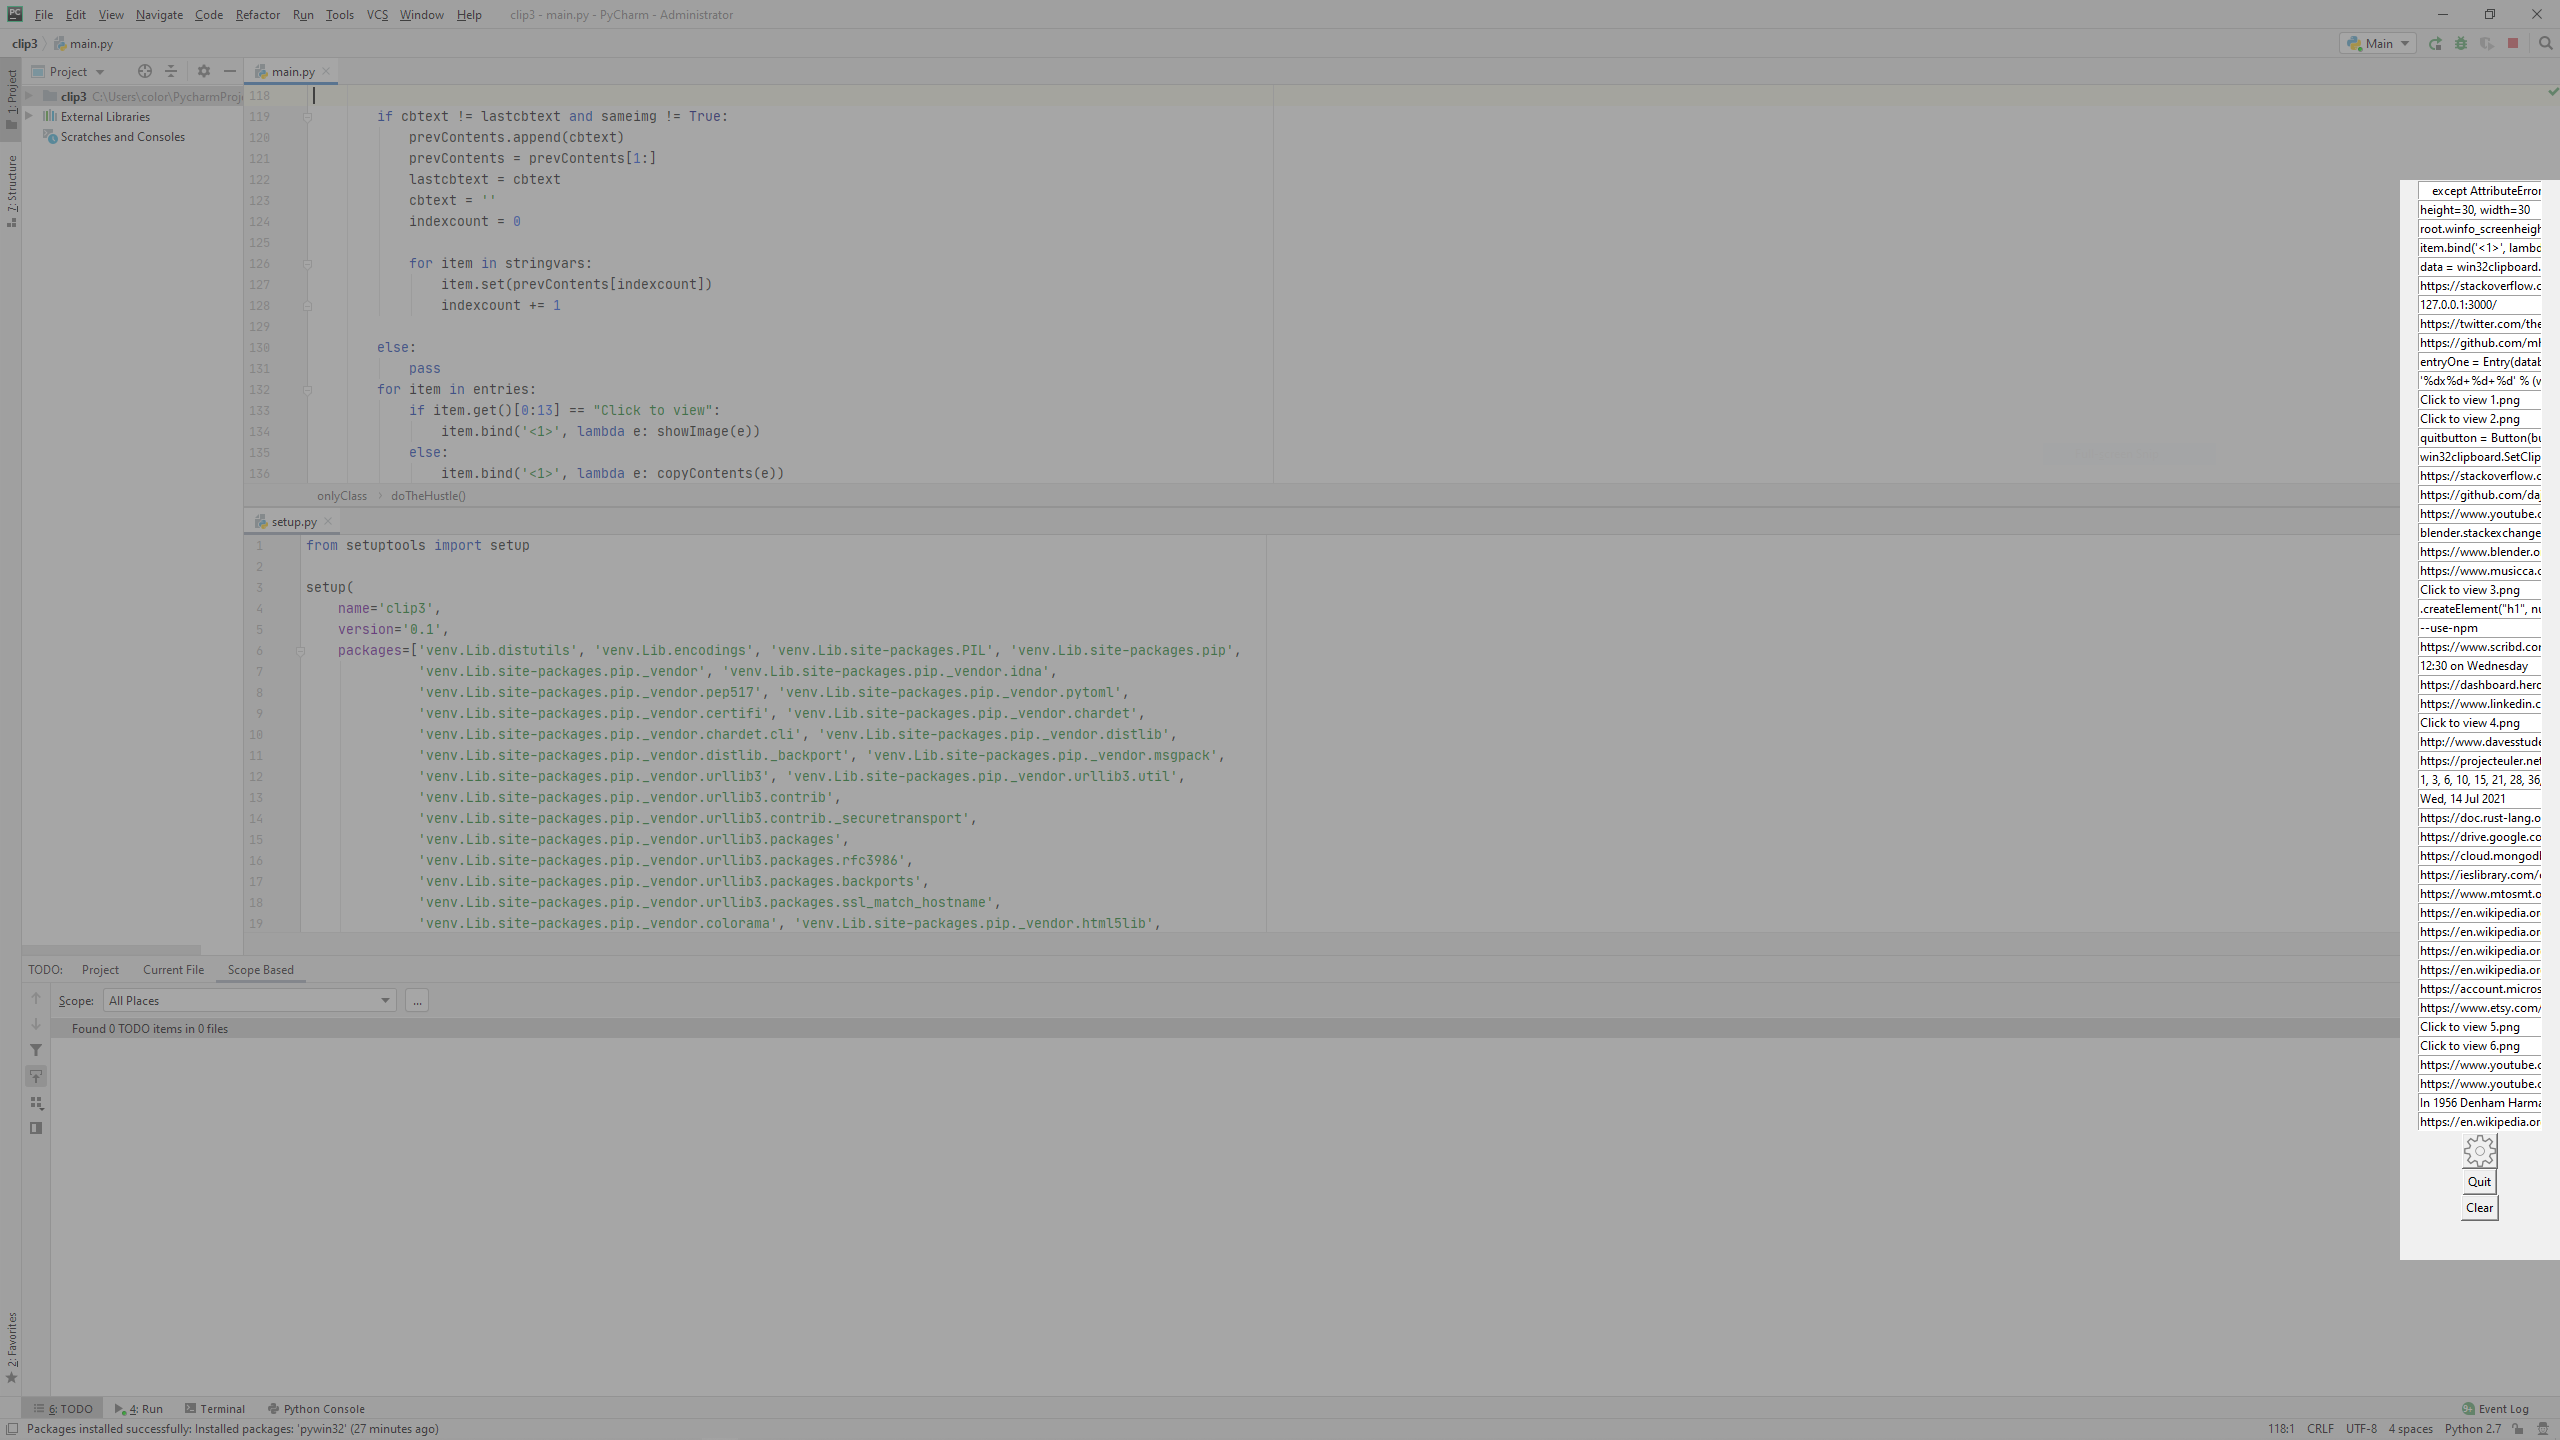 File Edit View Navigate Code Refactor Run Tools VCS Window Help clip3 - main.py - PyCharm - Administrator
clip3 main.py Main
Project main.py
1: Project
7: Structure
2: Favorites
clip3 C:\Users\color\PycharmProj
External Libraries
Scratches and Consoles
118
119 if cbtext != lastcbtext and sameimg != True:
120 prevContents.append(cbtext)
121 prevContents = prevContents[1:]
122 lastcbtext = cbtext
123 cbtext = ''
124 indexcount = 0
125
126 for item in stringvars:
127 item.set(prevContents[indexcount])
128 indexcount += 1
129
130 else:
131 pass
132 for item in entries:
133 if item.get()[0:13] == "Click to view":
134 item.bind('<1>', lambda e: showImage(e))
135 else:
136 item.bind('<1>', lambda e: copyContents(e))
onlyClass doTheHustle()
setup.py
1 from setuptools import setup
2
3 setup(
4 name='clip3',
5 version='0.1',
6 packages=['venv.Lib.distutils', 'venv.Lib.encodings', 'venv.Lib.site-packages.PIL', 'venv.Lib.site-packages.pip',
7 'venv.Lib.site-packages.pip._vendor', 'venv.Lib.site-packages.pip._vendor.idna',
8 'venv.Lib.site-packages.pip._vendor.pep517', 'venv.Lib.site-packages.pip._vendor.pytoml',
9 'venv.Lib.site-packages.pip._vendor.certifi', 'venv.Lib.site-packages.pip._vendor.chardet',
10 'venv.Lib.site-packages.pip._vendor.chardet.cli', 'venv.Lib.site-packages.pip._vendor.distlib',
11 'venv.Lib.site-packages.pip._vendor.distlib._backport', 'venv.Lib.site-packages.pip._vendor.msgpack',
12 'venv.Lib.site-packages.pip._vendor.urllib3', 'venv.Lib.site-packages.pip._vendor.urllib3.util',
13 'venv.Lib.site-packages.pip._vendor.urllib3.contrib',
14 'venv.Lib.site-packages.pip._vendor.urllib3.contrib._securetransport',
15 'venv.Lib.site-packages.pip._vendor.urllib3.packages',
16 'venv.Lib.site-packages.pip._vendor.urllib3.packages.rfc3986',
17 'venv.Lib.site-packages.pip._vendor.urllib3.packages.backports',
18 'venv.Lib.site-packages.pip._vendor.urllib3.packages.ssl_match_hostname',
19 'venv.Lib.site-packages.pip._vendor.colorama', 'venv.Lib.site-packages.pip._vendor.html5lib',
TODO: Project Current File Scope Based
Scope: All Places ...
Found 0 TODO items in 0 files
except AttributeError
height=30, width=30
root.winfo_screenheigh
item.bind('<1>', lambd
data = win32clipboard.
https://stackoverflow.c
127.0.0.1:3000/
https://twitter.com/the
https://github.com/mh
entryOne = Entry(datab
'%dx%d+%d+%d' % (w
Click to view 1.png
Click to view 2.png
quitbutton = Button(bu
win32clipboard.SetClip
https://stackoverflow.c
https://github.com/da
https://www.youtube.c
blender.stackexchange
https://www.blender.o
https://www.musicca.c
Click to view 3.png
.createElement("h1", nu
--use-npm
https://www.scribd.cor
12:30 on Wednesday
https://dashboard.herc
https://www.linkedin.c
Click to view 4.png
http://www.davesstude
https://projecteuler.net
1, 3, 6, 10, 15, 21, 28, 36,
Wed, 14 Jul 2021
https://doc.rust-lang.o
https://drive.google.co
https://cloud.mongodl
https://ieslibrary.com/
https://www.mtosmt.o
https://en.wikipedia.or
https://en.wikipedia.or
https://en.wikipedia.or
https://en.wikipedia.or
https://account.micros
https://www.etsy.com/
Click to view 5.png
Click to view 6.png
https://www.youtube.c
https://www.youtube.c
In 1956 Denham Harma
https://en.wikipedia.or
Quit
Clear
6: TODO 4: Run Terminal Python Console Event Log
Packages installed successfully: Installed packages: 'pywin32' (27 minutes ago) 118:1 CRLF UTF-8 4 spaces Python 2.7